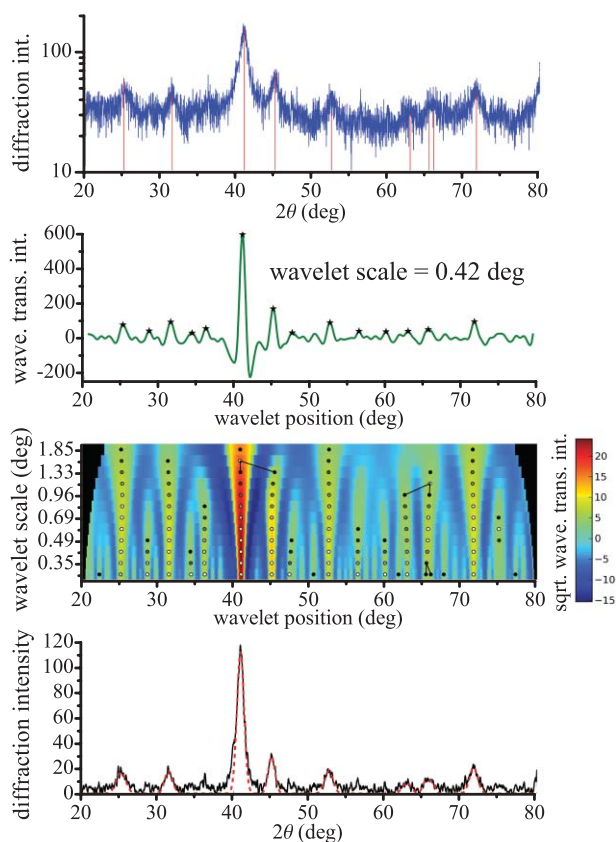 diffraction int.
100
10
20 30 40 50 60 70 80
2θ (deg)
wave. trans. int.
600
400
200
0
-200
wavelet scale = 0.42 deg
20 30 40 50 60 70 80
wavelet position (deg)
wavelet scale (deg)
1.85
1.33
0.96
0.69
0.49
0.35
20 30 40 50 60 70 80
wavelet position (deg)
20
15
10
5
0
−5
−10
−15
sqrt. wave. trans. int.
diffraction intensity
120
100
80
60
40
20
0
20 30 40 50 60 70 80
2θ (deg)